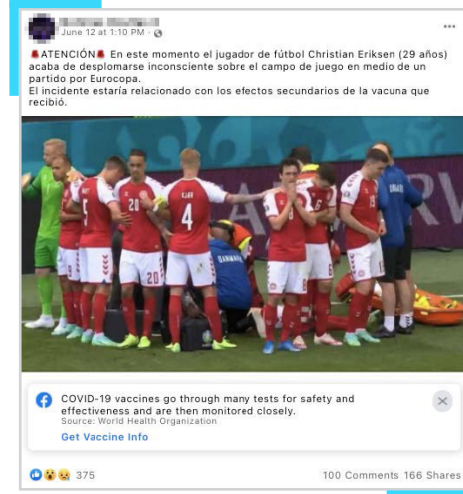 June 12 at 1:10 PM ·
ATENCIÓN En este momento el jugador de fútbol Christian Eriksen (29 años)
acaba de desplomarse inconsciente sobre el campo de juego en medio de un
partido por Eurocopa.
El incidente estaría relacionado con los efectos secundarios de la vacuna que
recibió.
20
KJÆR
4
20
4
DANMARK
COVID-19 vaccines go through many tests for safety and
effectiveness and are then monitored closely.
Source: World Health Organization
Get Vaccine Info
375
100 Comments 166 Shares